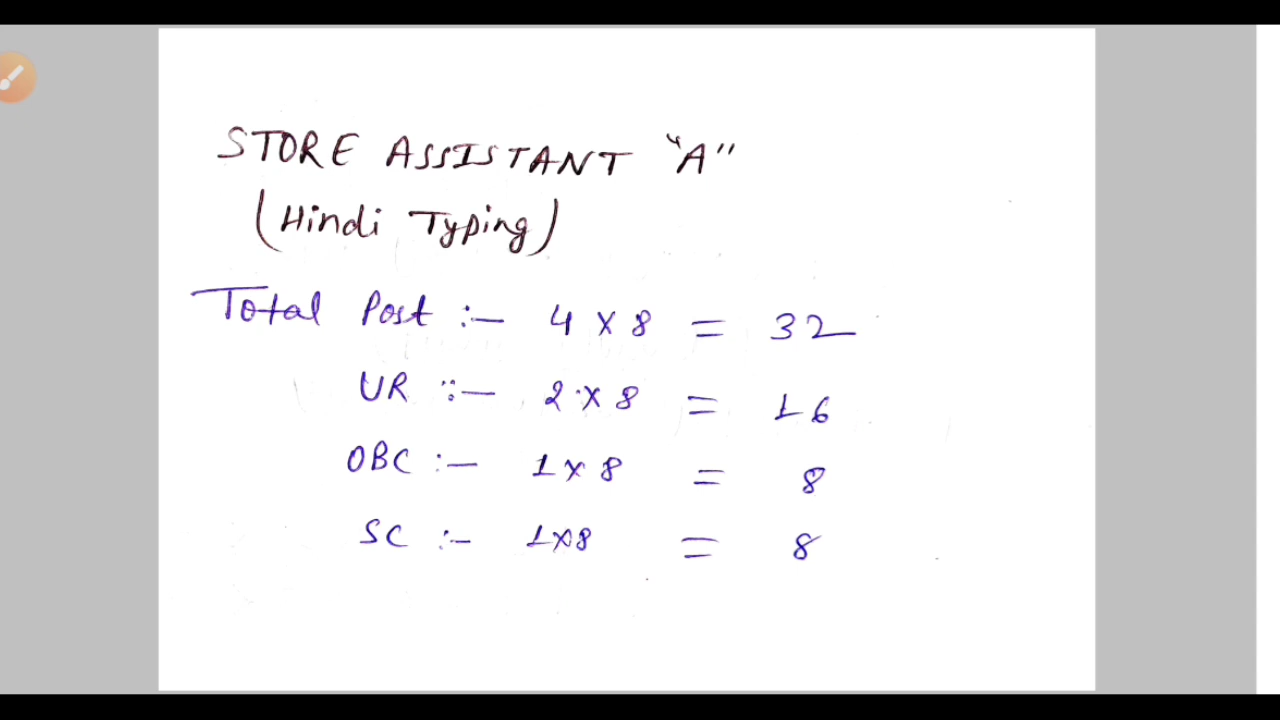 STORE ASSISTANT "A"
(Hindi Typing)
Total Post :- 4 X 8 = 32
UR :- 2 X 8 = 16
OBC :- 1 X 8 = 8
SC :- 1X8 = 8